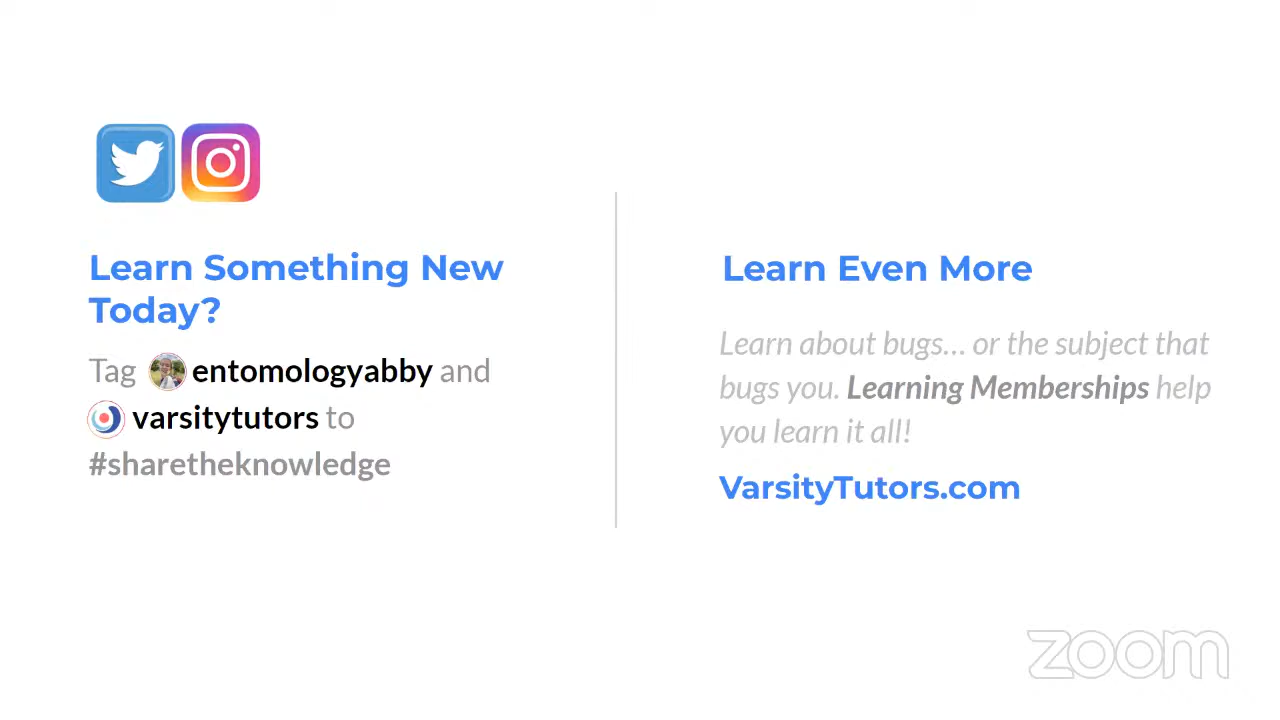 Learn Something New
Today?
Tag entomologyabby and
varsitytutors to
#sharetheknowledge
Learn Even More
Learn about bugs... or the subject that
bugs you. Learning Memberships help
you learn it all!
VarsityTutors.com
zoom